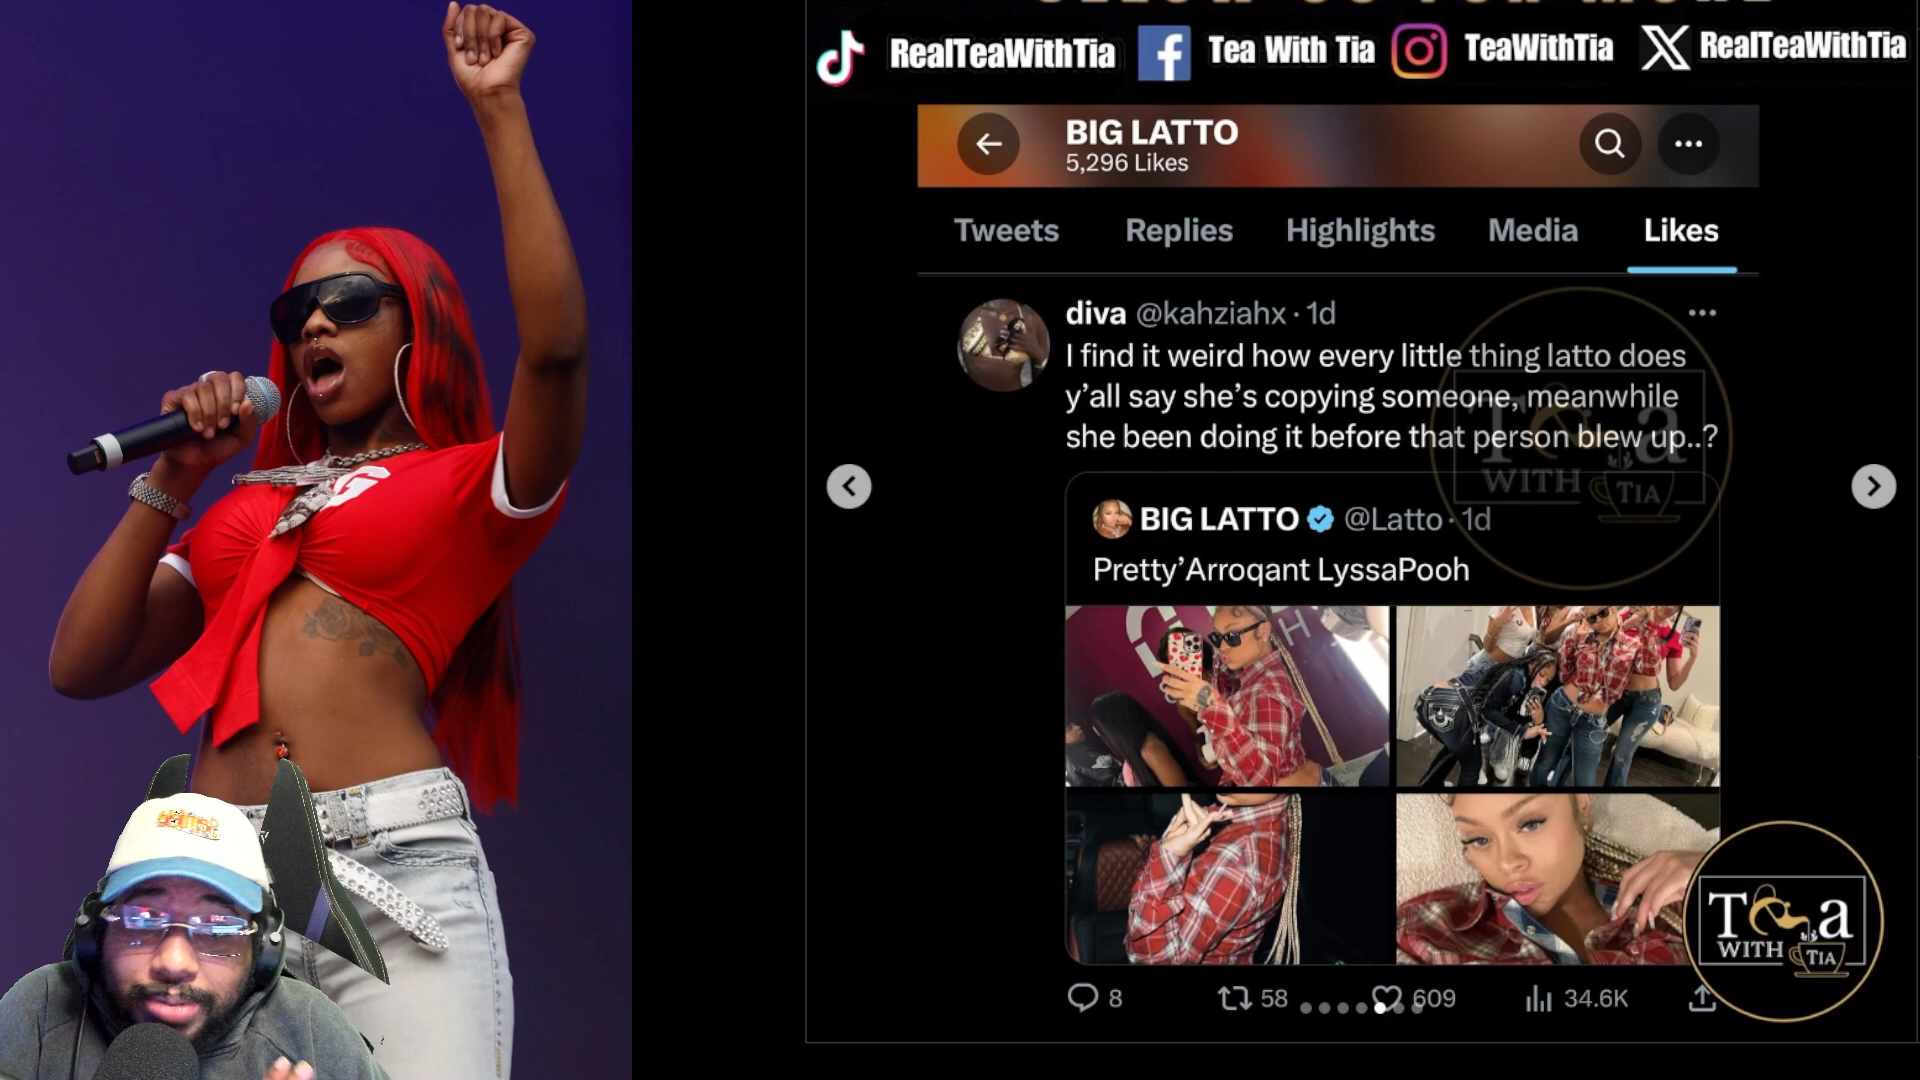 RealTeaWithTia
Tea With Tia
TeaWithTia
RealTeaWithTia
BIG LATTO
5,296 Likes
Tweets Replies Highlights Media Likes
diva @kahziahx · 1d
I find it weird how every little thing latto does
y’all say she’s copying someone, meanwhile
she been doing it before that person blew up..?
BIG LATTO @Latto · 1d
Pretty’Arroqant LyssaPooh
8 58 609 34.6K
Tea
WITH TIA
Tea
WITH TIA
G